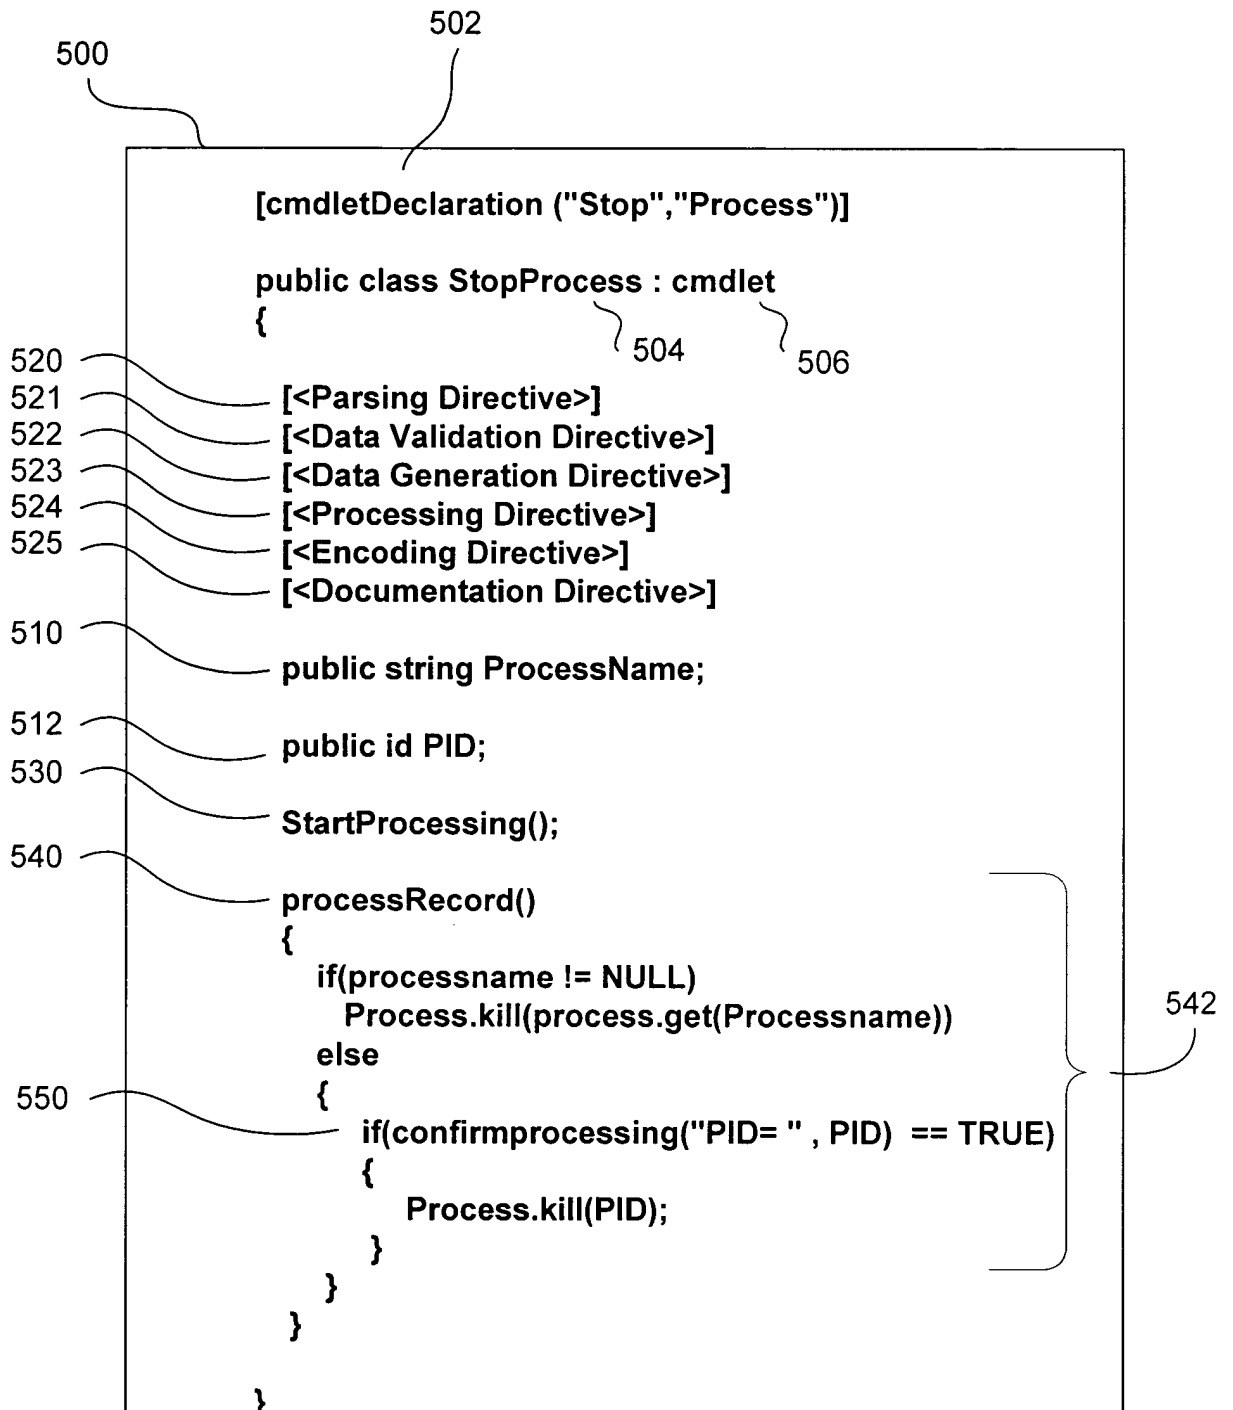 502
500
[cmdletDeclaration ("Stop","Process")]
public class StopProcess : cmdlet
{
504
506
520 [<Parsing Directive>]
521 [<Data Validation Directive>]
522 [<Data Generation Directive>]
523 [<Processing Directive>]
524 [<Encoding Directive>]
525 [<Documentation Directive>]
510 public string ProcessName;
512 public id PID;
530 StartProcessing();
540 processRecord()
{
if(processname != NULL)
Process.kill(process.get(Processname))
542
else
{
550 if(confirmprocessing("PID= " , PID) == TRUE)
{
Process.kill(PID);
}
}
}
}